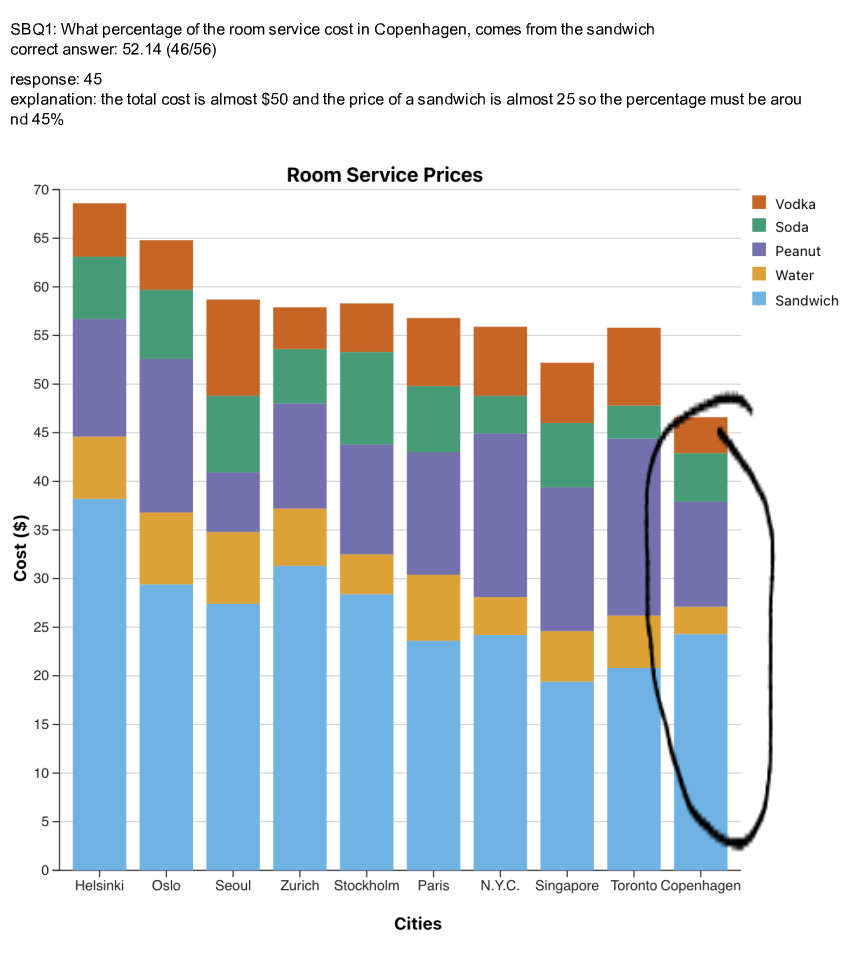 SBQ1: What percentage of the room service cost in Copenhagen, comes from the sandwich
correct answer: 52.14 (46/56)
response: 45
explanation: the total cost is almost $50 and the price of a sandwich is almost 25 so the percentage must be arou
nd 45%
Room Service Prices
70
65
60
55
50
45
40
35
30
25
20
15
10
5
0
Cost ($)
Vodka
Soda
Peanut
Water
Sandwich
Helsinki Oslo Seoul Zurich Stockholm Paris N.Y.C. Singapore Toronto Copenhagen
Cities